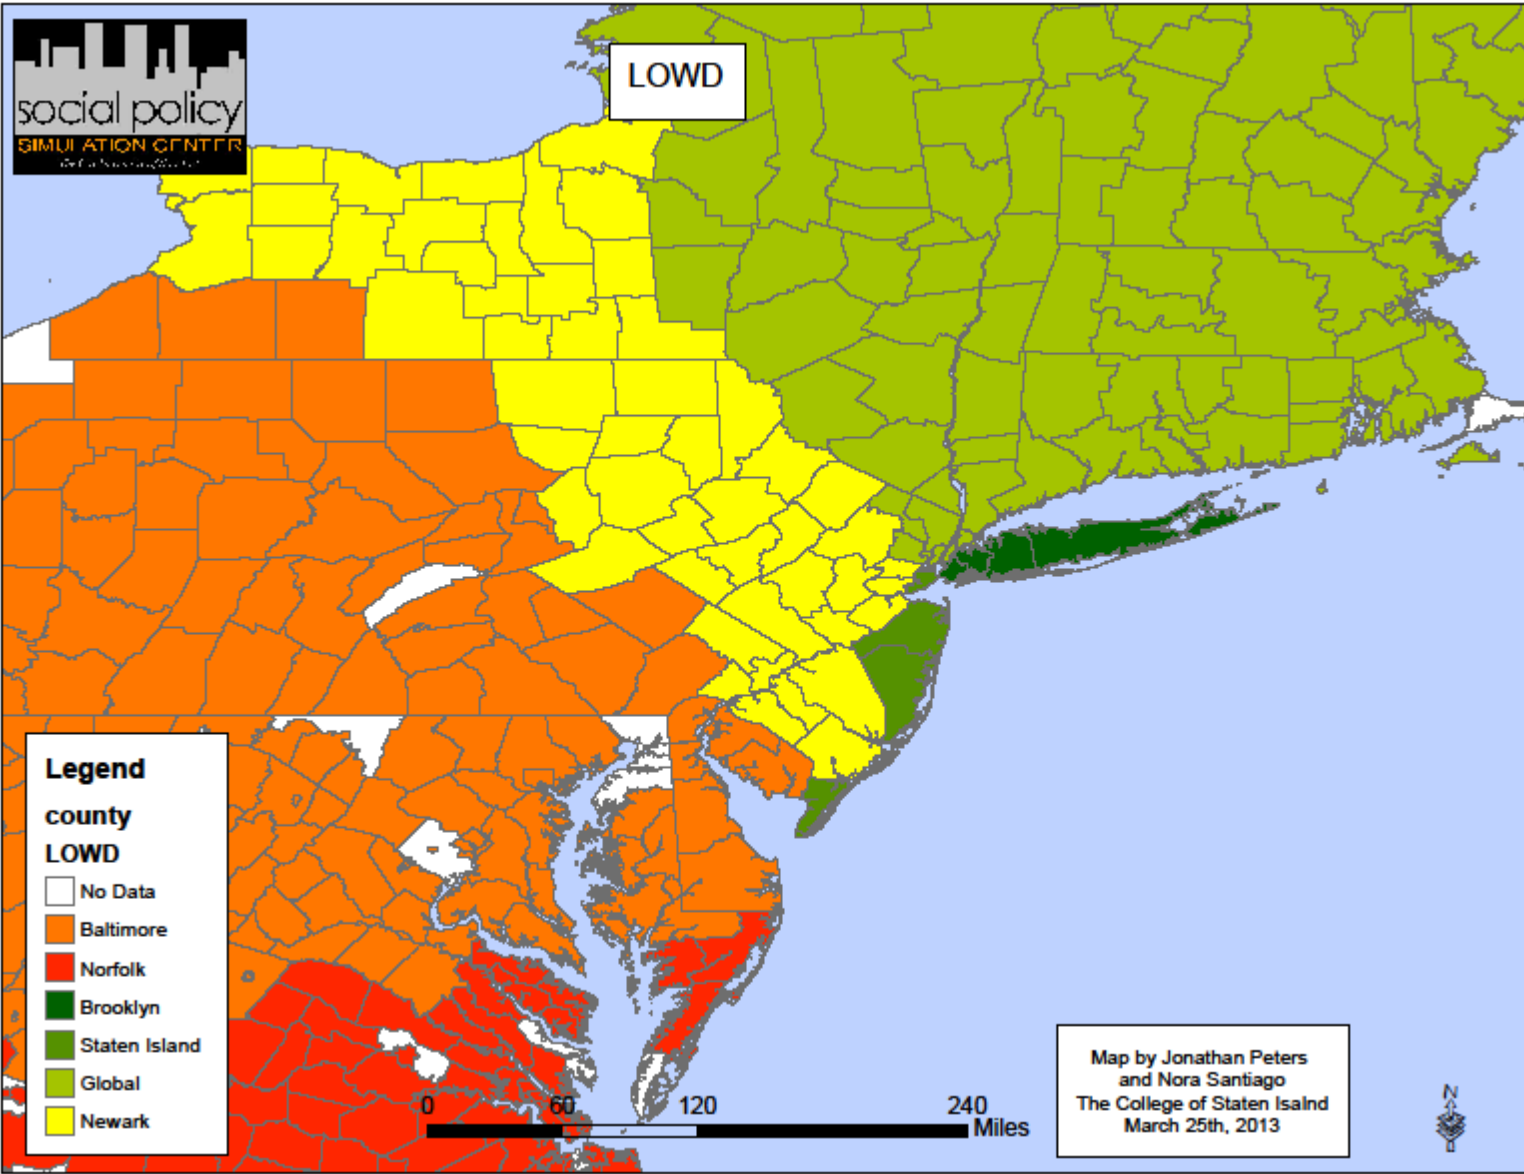 social policy
SIMULATION CENTER
LOWD
Legend
county
LOWD
No Data
Baltimore
Norfolk
Brooklyn
Staten Island
Global
Newark
0 60 120 240
Miles
Map by Jonathan Peters
and Nora Santiago
The College of Staten Isalnd
March 25th, 2013
N